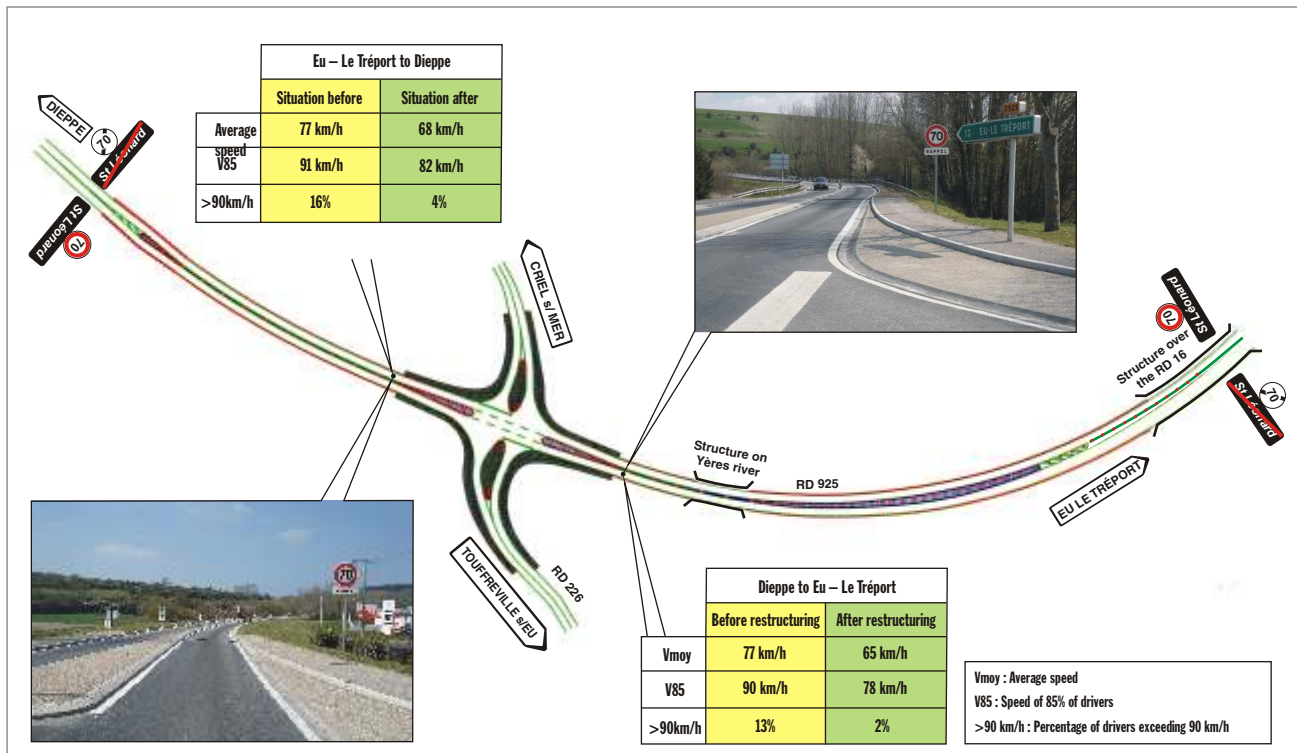 Eu – Le Tréport to Dieppe
Situation before Situation after
Average speed 77 km/h 68 km/h
V85 91 km/h 82 km/h
>90km/h 16% 4%
DIEPPE
70
St Léonard
St Léonard
70
CRIEL s/ MER
D925
12 EU-LE TRÉPORT
70
RAPPEL
St Léonard
70
Structure over
the RD 16
St Léonard
70
Structure on
Yères river
RD 925
EU LE TRÉPORT
TOUFFREVILLE s/EU
RD 226
70
Dieppe to Eu – Le Tréport
Before restructuring After restructuring
Vmoy 77 km/h 65 km/h
V85 90 km/h 78 km/h
>90km/h 13% 2%
Vmoy : Average speed
V85 : Speed of 85% of drivers
>90 km/h : Percentage of drivers exceeding 90 km/h